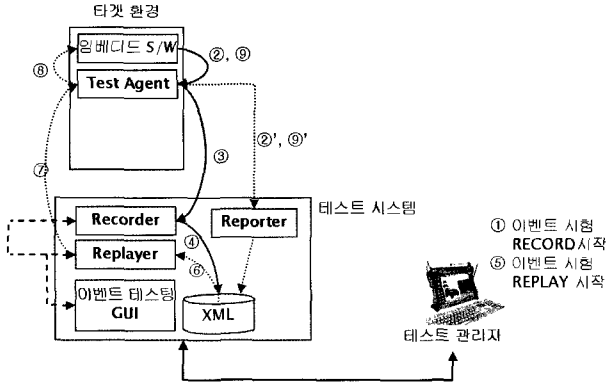 타겟 환경
임베디드 S/W
②, ⑨
⑧
Test Agent
②', ⑨'
⑦
③
테스트 시스템
Recorder
Reporter
④
Replayer
⑥
이벤트 테스팅
GUI
XML
① 이벤트 시험
RECORD시작
⑤ 이벤트 시험
REPLAY 시작
테스트 관리자